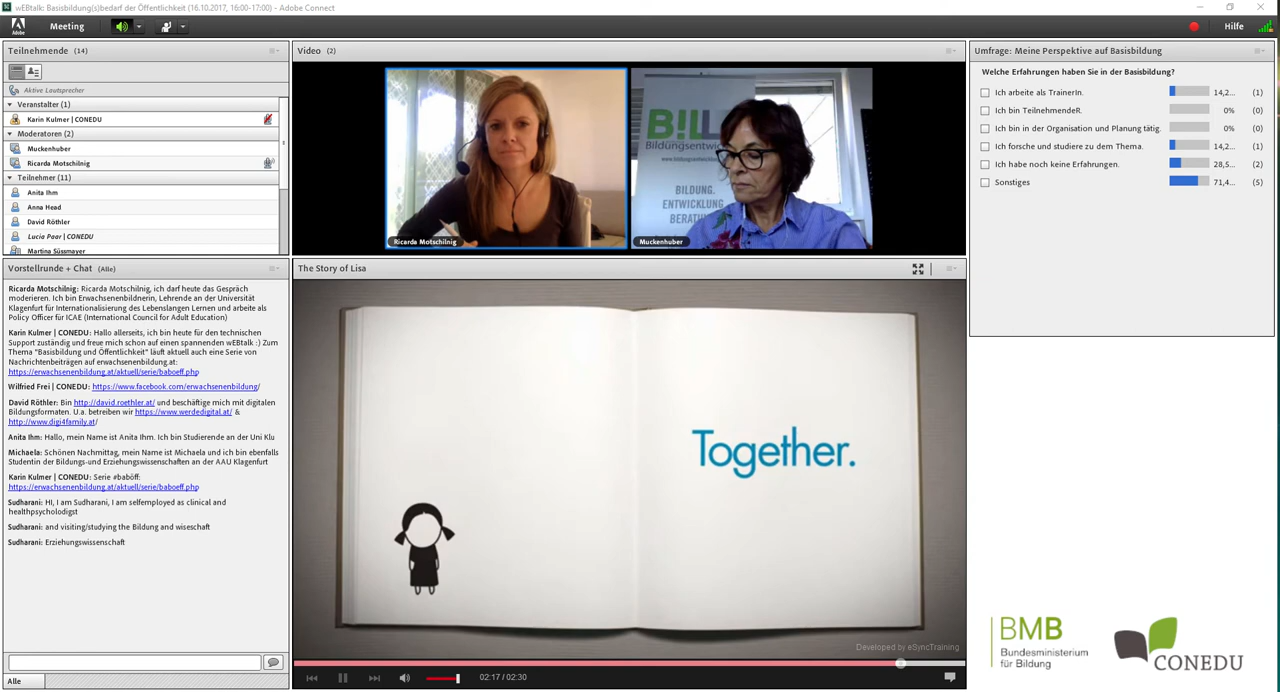 wEBtalk: Basisbildung(s)bedarf der Öffentlichkeit (16.10.2017, 16:00-17:00) - Adobe Connect
Adobe
Meeting
Hilfe
Teilnehmende (14)
Aktive Lautsprecher
Veranstalter (1)
Karin Kulmer | CONEDU
Moderatoren (2)
Muckenhuber
Ricarda Motschilnig
Teilnehmer (11)
Anita Ihm
Anna Head
David Röthler
Lucia Paar | CONEDU
Martina Süssmayer
Video (2)
Ricarda Motschilnig
Bildungsentwic
BILDUNG.
ENTWICKLUNG
BERATU
Muckenhuber
Umfrage: Meine Perspektive auf Basisbildung
Welche Erfahrungen haben Sie in der Basisbildung?
Ich arbeite als TrainerIn. 14,2... (1)
Ich bin TeilnehmendeR. 0% (0)
Ich bin in der Organisation und Planung tätig. 0% (0)
Ich forsche und studiere zu dem Thema. 14,2... (1)
Ich habe noch keine Erfahrungen. 28,5... (2)
Sonstiges 71,4... (5)
Vorstellrunde + Chat (Alle)
Ricarda Motschilnig: Ricarda Motschilnig, ich darf heute das Gespräch
moderieren. Ich bin Erwachsenenbildnerin, Lehrende an der Universität
Klagenfurt für Internationalisierung des Lebenslangen Lernen und arbeite als
Policy Officer für ICAE (International Council for Adult Education)
Karin Kulmer | CONEDU: Hallo allerseits, ich bin heute für den technischen
Support zuständig und freue mich schon auf einen spannenden wEBtalk :) Zum
Thema "Basisbildung und Öffentlichkeit" läuft aktuell auch eine Serie von
Nachrichtenbeiträgen auf erwachsenenbildung.at:
https://erwachsenenbildung.at/aktuell/serie/baboeff.php
Wilfried Frei | CONEDU: https://www.facebook.com/erwachsenenbildung/
David Röthler: Bin http://david.roethler.at/ und beschäftige mich mit digitalen
Bildungsformaten. U.a. betreiben wir https://www.werdedigital.at/ &
http://www.digi4family.at/
Anita Ihm: Hallo, mein Name ist Anita Ihm. Ich bin Studierende an der Uni Klu
Michaela: Schönen Nachmittag, mein Name ist Michaela und ich bin ebenfalls
Studentin der Bildungs-und Erziehungswissenschaften an der AAU Klagenfurt
Karin Kulmer | CONEDU: Serie #baböff:
https://erwachsenenbildung.at/aktuell/serie/baboeff.php
Sudharani: HI, I am Sudharani, I am selfemployed as clinical and
healthpsycholodigst
Sudharani: and visiting/studying the Bildung and wiseschaft
Sudharani: Erziehungswissenschaft
Alle
The Story of Lisa
Together.
Developed by eSyncTraining
02:17 / 02:30
BMB
Bundesministerium
für Bildung
CONEDU